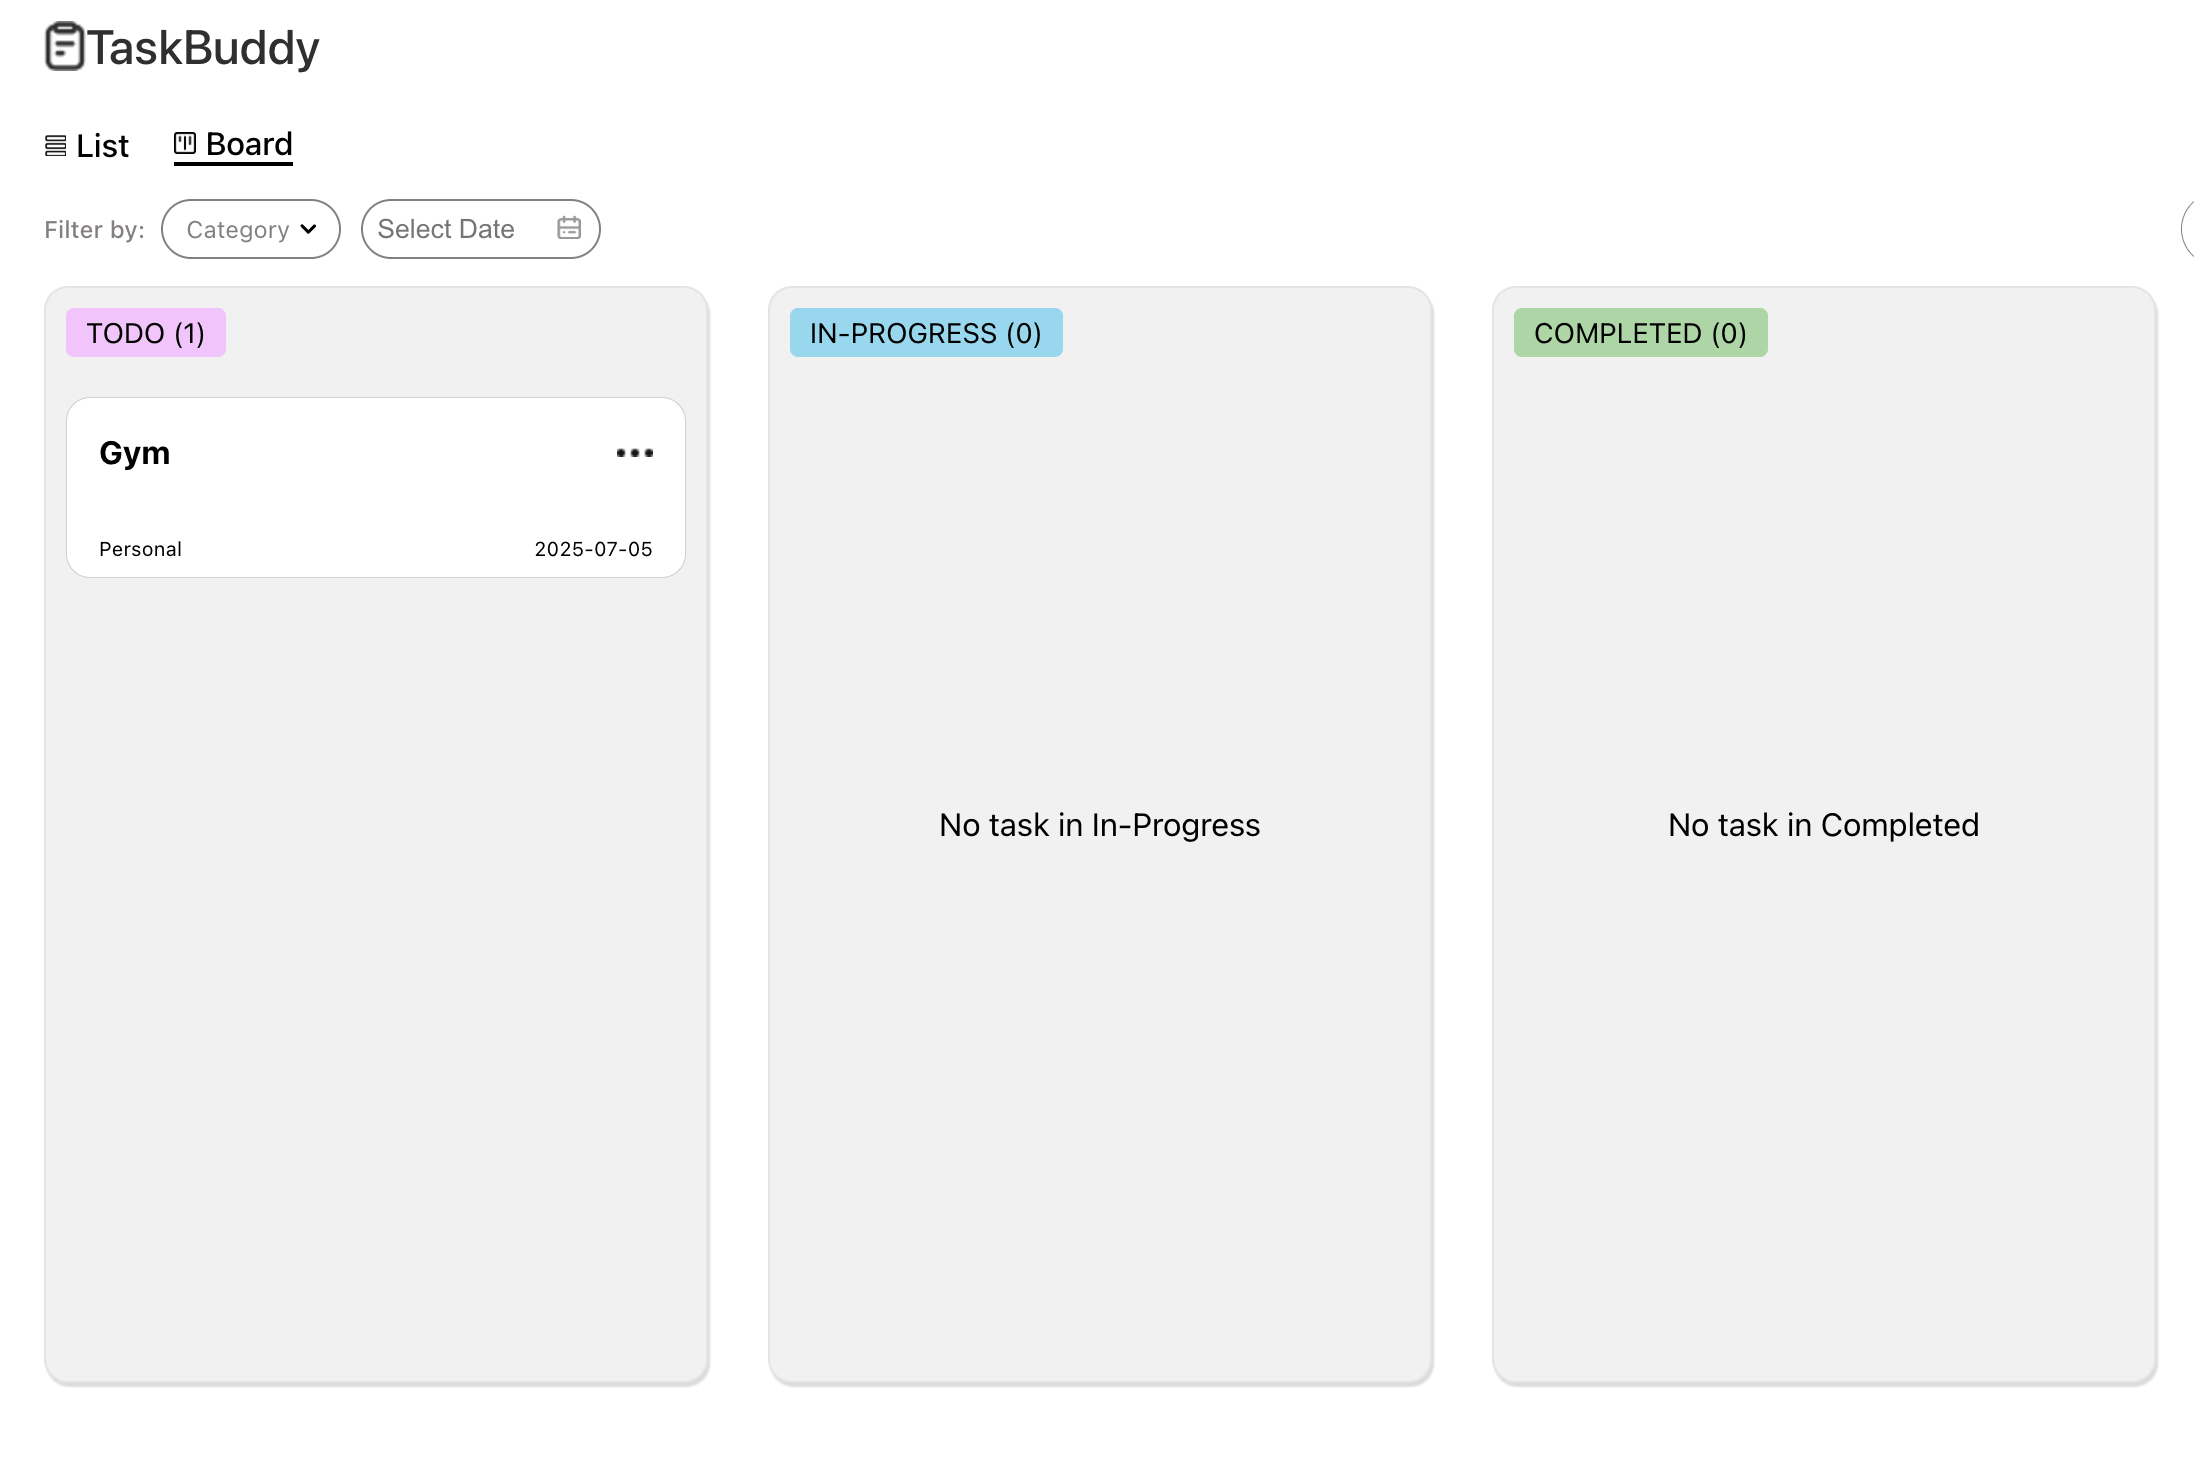 TaskBuddy
List Board
Filter by: Category Select Date
TODO (1)
Gym
Personal 2025-07-05
IN-PROGRESS (0)
No task in In-Progress
COMPLETED (0)
No task in Completed